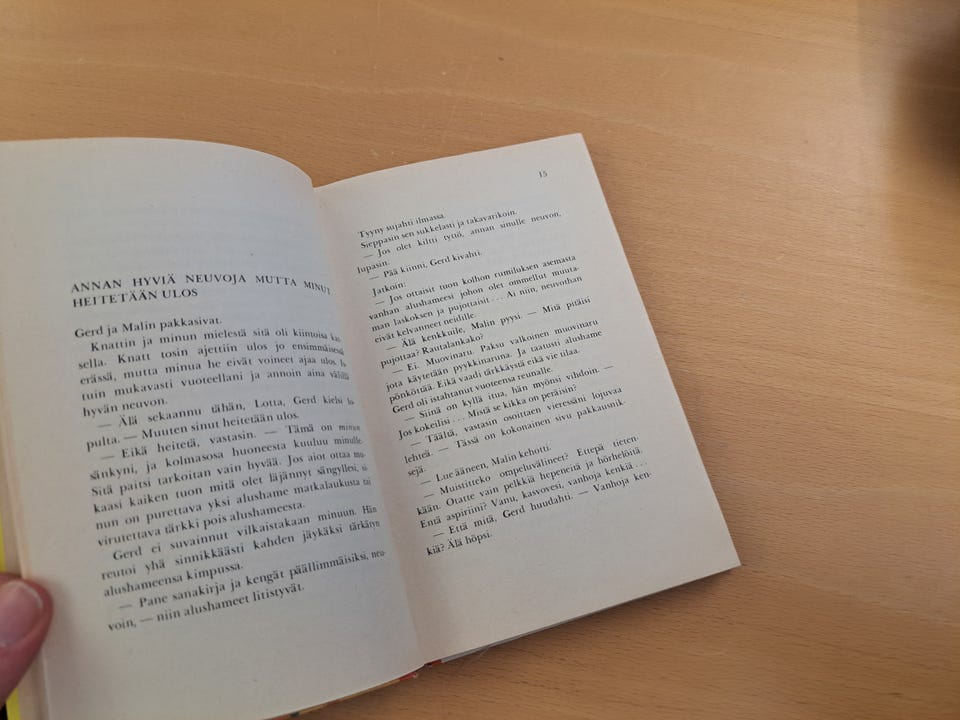 ANNAN HYVIÄ NEUVOJA MUTTA MINUT
HEITETÄÄN ULOS
Gerd ja Malin pakkasivat.
Knattin ja minun mielestä sitä oli kiintoisa kat-
sella. Knatt tosin ajettiin ulos jo ensimmäisessä
erässä, mutta minua he eivät voineet ajaa ulos. Is-
tuin mukavasti vuoteellani ja annoin aina välillä
hyvän neuvon.
— Älä sekaannu tähän, Lotta, Gerd kielsi lo-
pulta. — Muuten sinut heitetään ulos.
— Eikä heitetä, vastasin. — Tämä on minun
sänkyni, ja kolmasosa huoneesta kuuluu minulle.
Sitä paitsi tarkoitan vain hyvää. Jos aiot ottaa mu-
kaasi kaiken tuon mitä olet läjännyt sängyllesi, si-
nun on purettava yksi alushame matkalaukusta tai
virutettava tärkki pois alushameesta.
Gerd ei suvainnut vilkaistakaan minuun. Hän
reutoi yhä sinnikkäästi kahden jäykäksi tärkätyn
alushameensa kimpussa.
— Pane sanakirja ja kengät päällimmäisiksi, neu-
voin, — niin alushameet litistyvät.
15
Tyyny sujahti ilmassa.
Sieppasin sen sukkelasti ja takavarikoin.
— Jos olet kiltti tyttö, annan sinulle neuvon,
lupasin.
— Pää kiinni, Gerd kivahti.
Jatkoin:
— Jos ottaisit tuon kolhon rumiluksen asemasta
vanhan alushameesi johon olet ommellut muuta-
man laskoksen ja pujottaisit... Ai niin, neuvothan
eivät kelvanneet neidille.
— Älä kenkkuile, Malin pyysi. — Mitä pitäisi
pujottaa? Rautalankako?
— Ei. Muovinaru. Paksu valkoinen muovinaru
jota käytetään pyykkinaruna. Ja taatusti alushame
pönköttää. Eikä vaadi tärkkäystä eikä vie tilaa.
Gerd oli istahtanut vuoteensa reunalle.
— Siinä on kyllä itua, hän myönsi vihdoin. —
Jos kokeilisi... Mistä se kikka on peräisin?
— Täältä, vastasin osoittaen vieressäni lojuvaa
lehteä. — Tässä on kokonainen sivu pakkausnik-
sejä.
— Lue ääneen, Malin kehotti.
— Muistitteko ompeluvälineet? Ettepä tieten-
kään. Otatte vain pelkkiä hepeneitä ja hörhelöitä.
Entä aspiriini? Vanu, kasvovesi, vanhoja kenkiä...
— Että mitä, Gerd huudahti. — Vanhoja ken-
kiä? Älä höpsi.